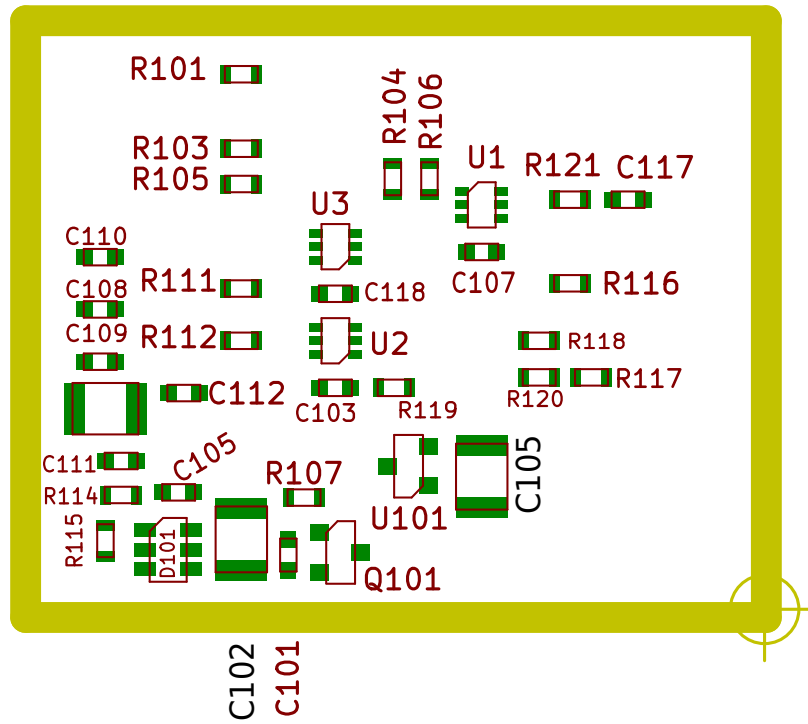 R101
R104
R106
R103
R105
U1
R121
C117
U3
C110
C108
C109
R111
R112
C118
C107
R116
U2
R118
C112
C103
R119
R120
R117
C111
C105
R107
C105
R114
R115
D101
U101
Q101
C102
C101